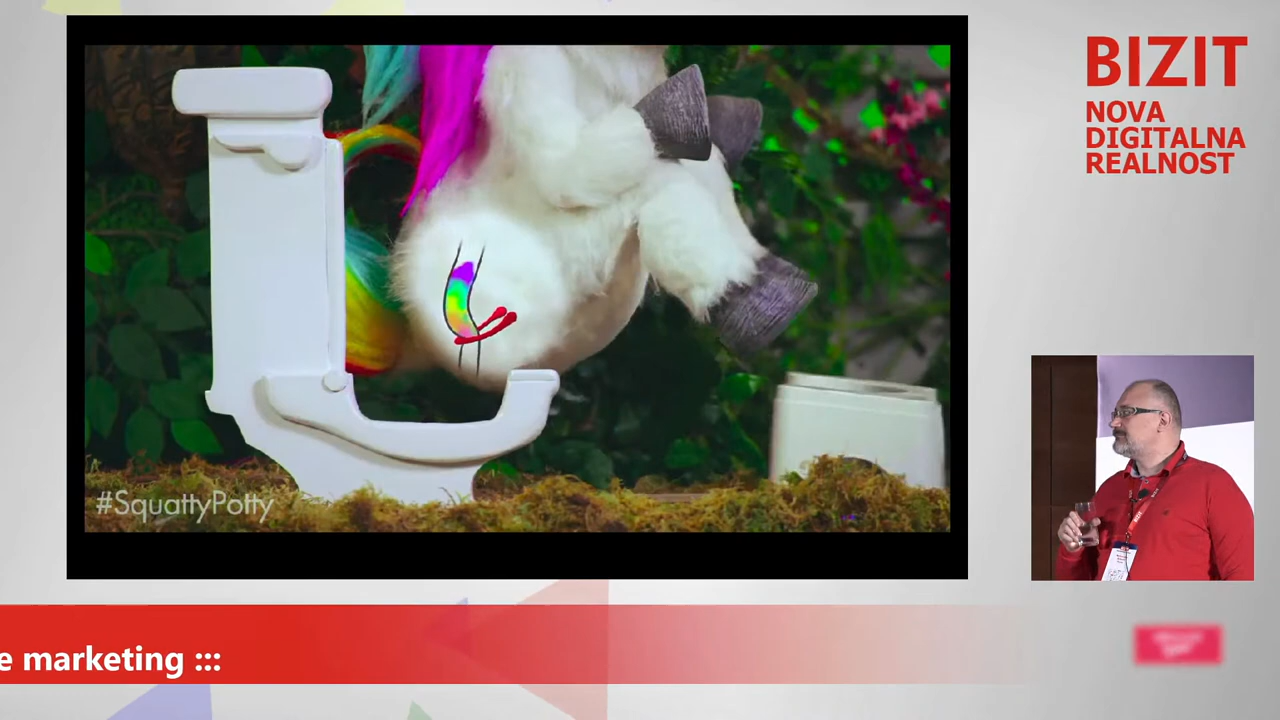 BIZIT
NOVA
DIGITALNA
REALNOST
#SquattyPotty
e marketing :::